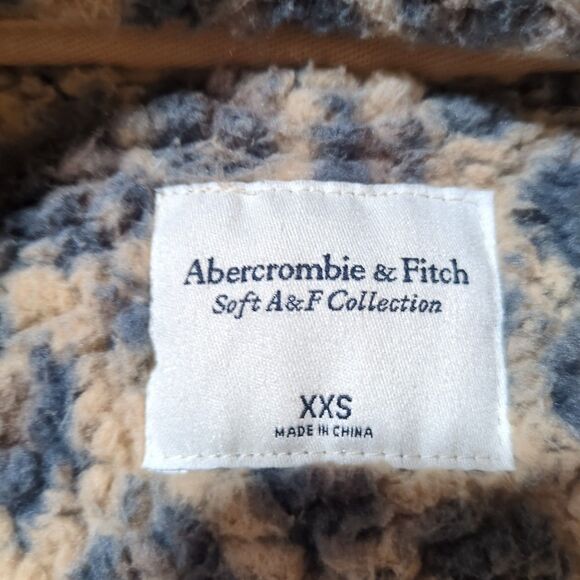 Abercrombie & Fitch
Soft A&F Collection
XXS
MADE IN CHINA